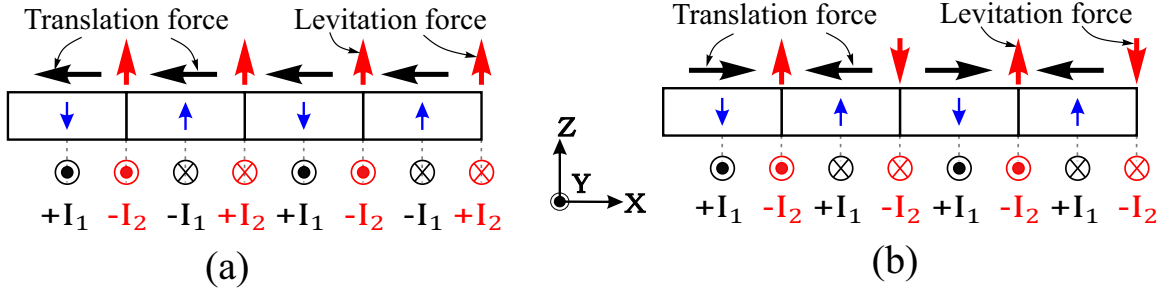 Translation force Levitation force
Translation force Levitation force
Z
Y
X
+I₁ -I₂ -I₁ +I₂ +I₁ -I₂ -I₁ +I₂
+I₁ -I₂ +I₁ -I₂ +I₁ -I₂ +I₁ -I₂
(a)
(b)